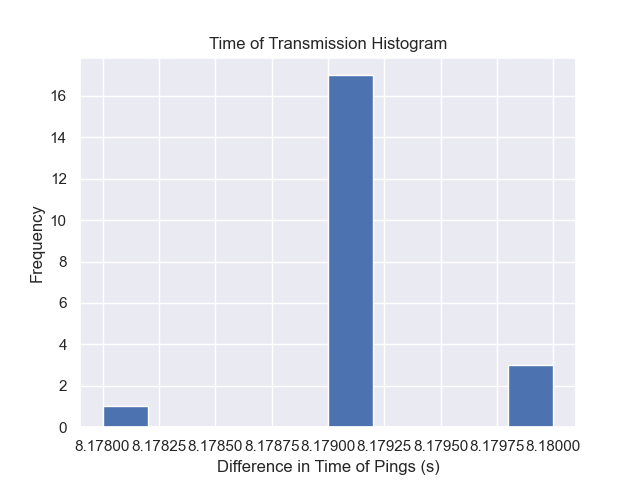 Time of Transmission Histogram
Frequency
16
14
12
10
8
6
4
2
0
8.17800 8.17825 8.17850 8.17875 8.17900 8.17925 8.17950 8.17975 8.18000
Difference in Time of Pings (s)